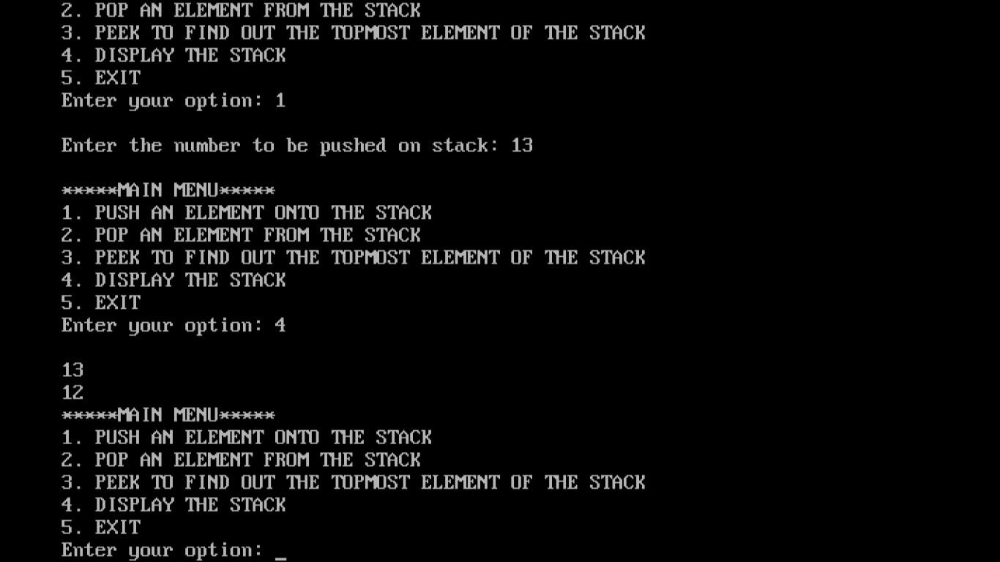 2. POP AN ELEMENT FROM THE STACK
3. PEEK TO FIND OUT THE TOPMOST ELEMENT OF THE STACK
4. DISPLAY THE STACK
5. EXIT
Enter your option: 1
Enter the number to be pushed on stack: 13
*****MAIN MENU*****
1. PUSH AN ELEMENT ONTO THE STACK
2. POP AN ELEMENT FROM THE STACK
3. PEEK TO FIND OUT THE TOPMOST ELEMENT OF THE STACK
4. DISPLAY THE STACK
5. EXIT
Enter your option: 4
13
12
*****MAIN MENU*****
1. PUSH AN ELEMENT ONTO THE STACK
2. POP AN ELEMENT FROM THE STACK
3. PEEK TO FIND OUT THE TOPMOST ELEMENT OF THE STACK
4. DISPLAY THE STACK
5. EXIT
Enter your option: _